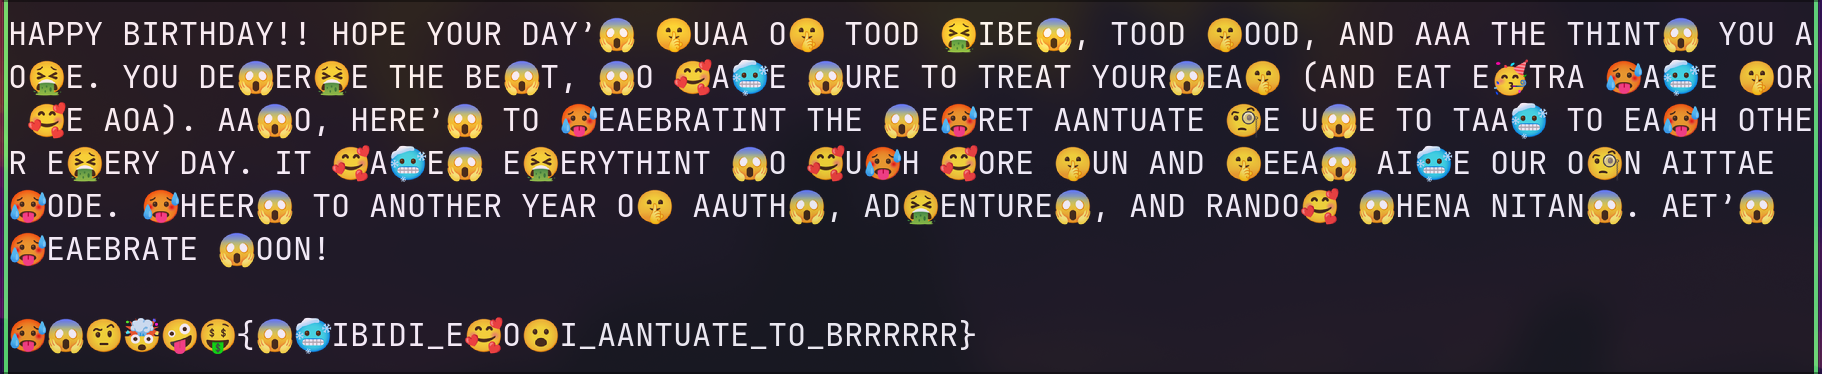 HAPPY BIRTHDAY!! HOPE YOUR DAY’😱 🤫UAA O🤫 TOOD 🤮IBE😱, TOOD 🤫OOD, AND AAA THE THINT😱 YOU A
O🤮E. YOU DE😱ER🤮E THE BE😱T, 😱O 🥰A🥶E 😱URE TO TREAT YOUR😱EA🤫 (AND EAT E🥳TRA 🥵A🥶E 🤫OR
🥰E AOA). AA😱O, HERE’😱 TO 🥵EAEBRATINT THE 😱E🥵RET AANTUATE 🧐E U😱E TO TAA🥶 TO EA🥵H OTHE
R E🤮ERY DAY. IT 🥰A🥶E😱 E🤮ERYTHINT 😱O 🥰U🥵H 🥰ORE 🤫UN AND 🤫EEA😱 AI🥶E OUR O🧐N AITTAE
🥵ODE. 🥵HEER😱 TO ANOTHER YEAR O🤫 AAUTH😱, AD🤮ENTURE😱, AND RANDO🥰 😱HENA NITAN😱. AET’😱
🥵EAEBRATE 😱OON!
🥵😱🤨🤯🤪🤑{😱🥶IBIDI_E🥰O😮I_AANTUATE_TO_BRRRRRR}